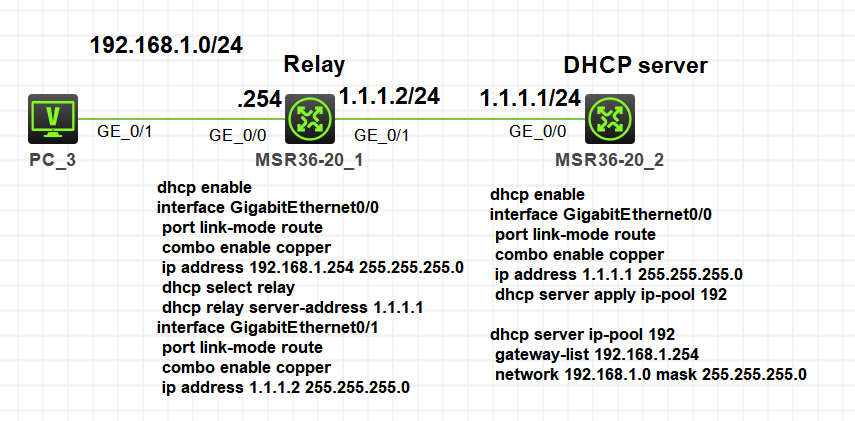 192.168.1.0/24
Relay
DHCP server
.254
1.1.1.2/24
1.1.1.1/24
V
GE_0/1
GE_0/0
GE_0/1
GE_0/0
PC_3
MSR36-20_1
MSR36-20_2
dhcp enable
interface GigabitEthernet0/0
port link-mode route
combo enable copper
ip address 192.168.1.254 255.255.255.0
dhcp select relay
dhcp relay server-address 1.1.1.1
interface GigabitEthernet0/1
port link-mode route
combo enable copper
ip address 1.1.1.2 255.255.255.0
dhcp enable
interface GigabitEthernet0/0
port link-mode route
combo enable copper
ip address 1.1.1.1 255.255.255.0
dhcp server apply ip-pool 192
dhcp server ip-pool 192
gateway-list 192.168.1.254
network 192.168.1.0 mask 255.255.255.0